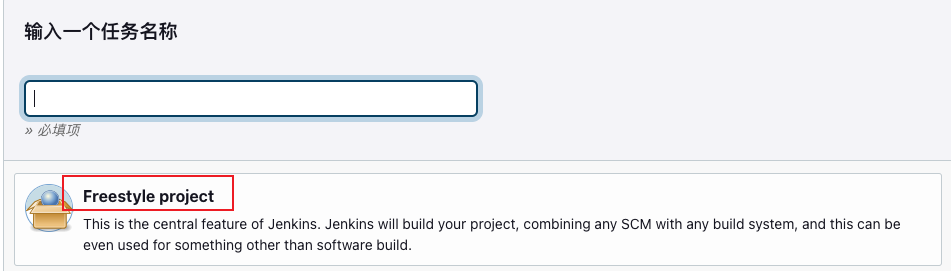 输入一个任务名称
» 必填项
Freestyle project
This is the central feature of Jenkins. Jenkins will build your project, combining any SCM with any build system, and this can be
even used for something other than software build.